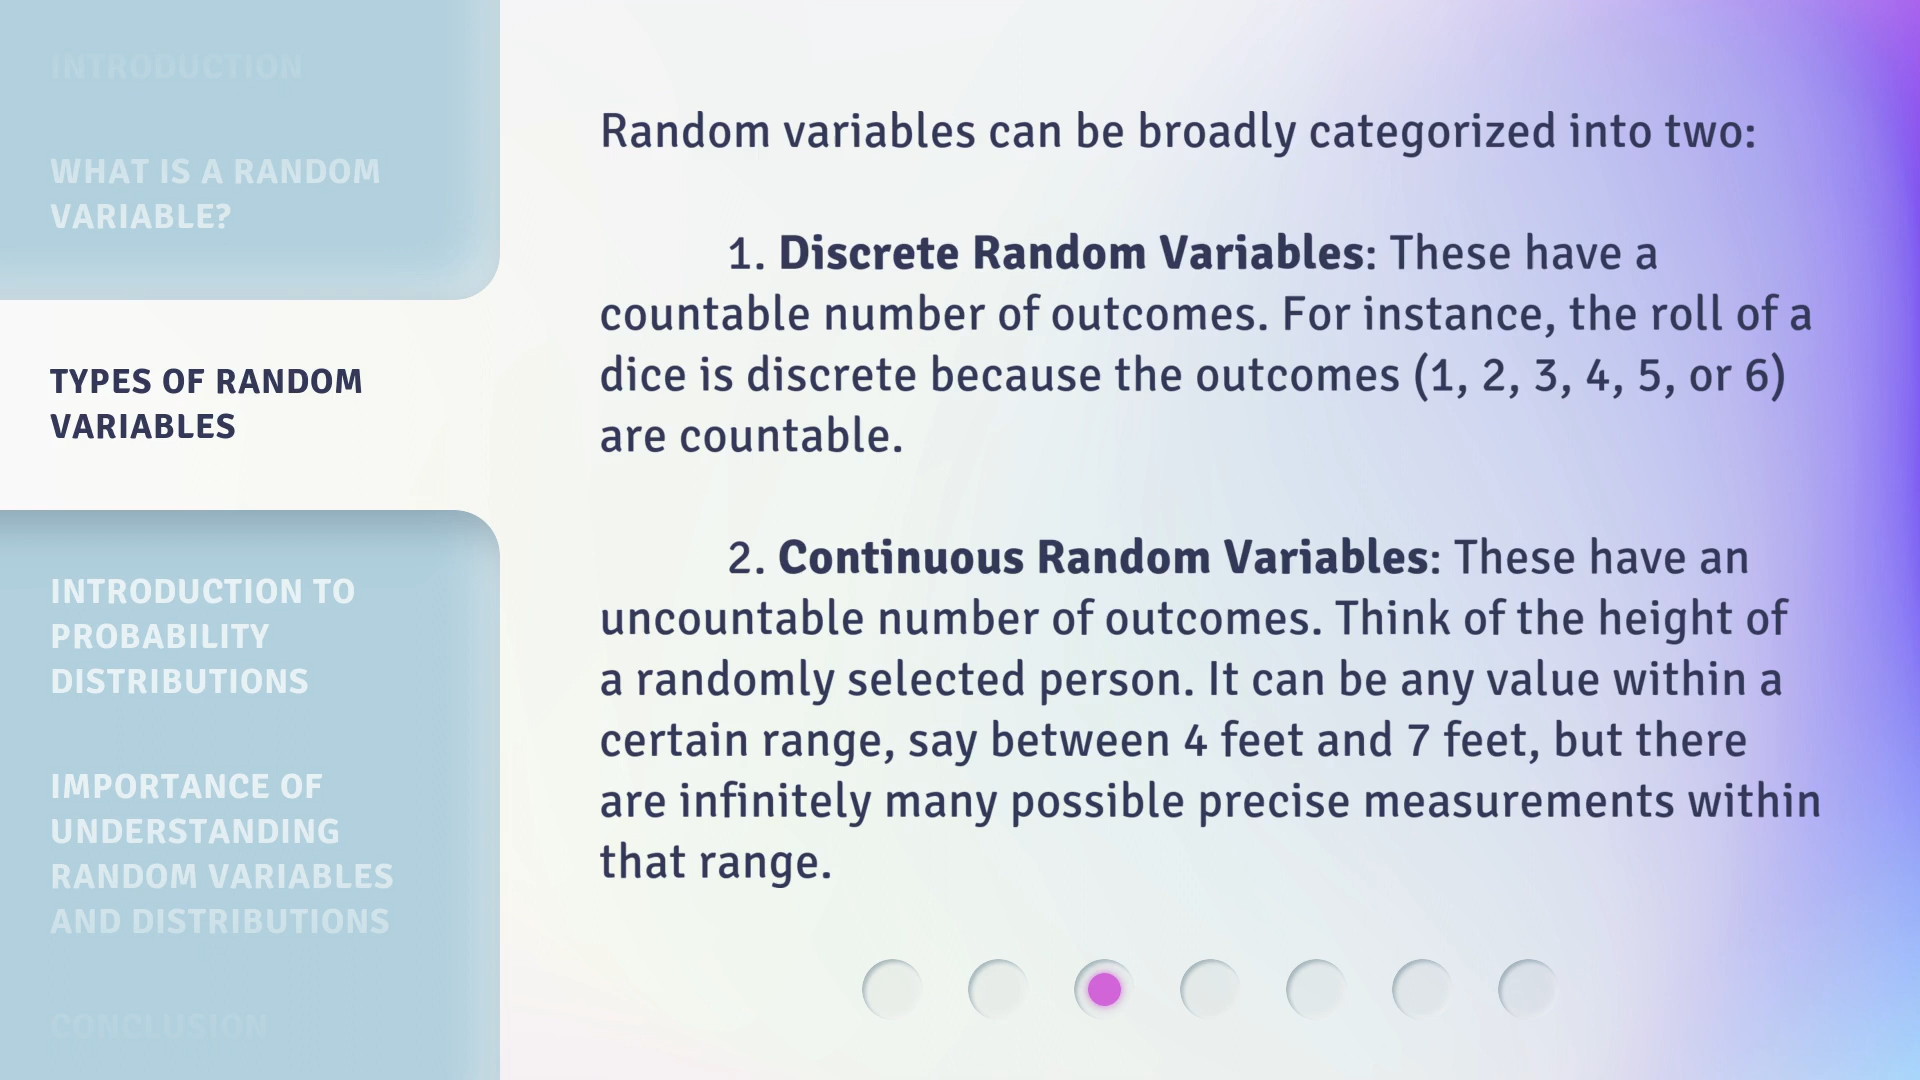 INTRODUCTION
WHAT IS A RANDOM
VARIABLE?
TYPES OF RANDOM
VARIABLES
INTRODUCTION TO
PROBABILITY
DISTRIBUTIONS
IMPORTANCE OF
UNDERSTANDING
RANDOM VARIABLES
AND DISTRIBUTIONS
CONCLUSION
Random variables can be broadly categorized into two:
1. Discrete Random Variables: These have a
countable number of outcomes. For instance, the roll of a
dice is discrete because the outcomes (1, 2, 3, 4, 5, or 6)
are countable.
2. Continuous Random Variables: These have an
uncountable number of outcomes. Think of the height of
a randomly selected person. It can be any value within a
certain range, say between 4 feet and 7 feet, but there
are infinitely many possible precise measurements within
that range.